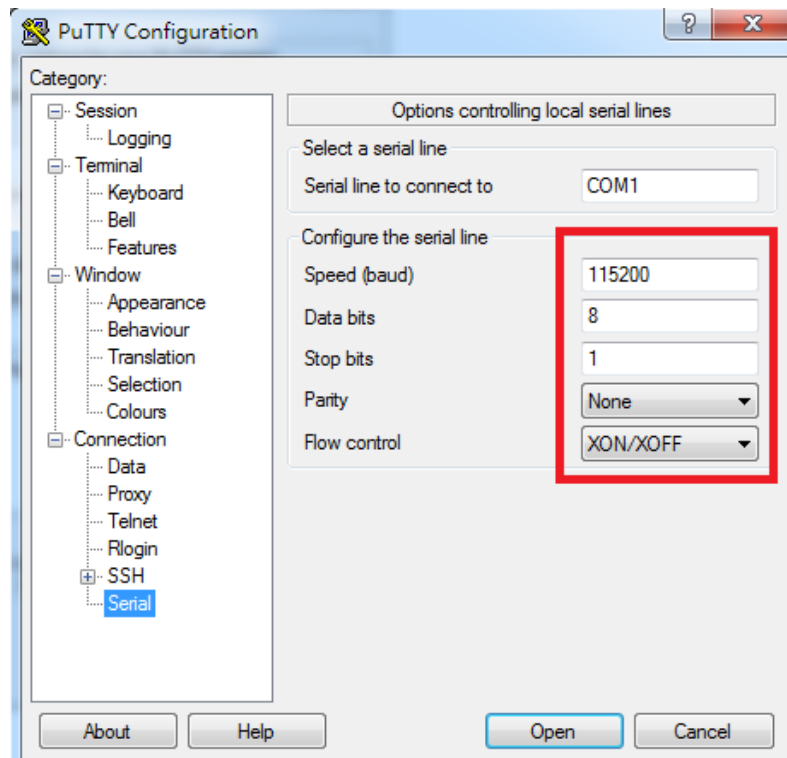 PuTTY Configuration
Category:
Session
Logging
Terminal
Keyboard
Bell
Features
Window
Appearance
Behaviour
Translation
Selection
Colours
Connection
Data
Proxy
Telnet
Rlogin
SSH
Serial
Options controlling local serial lines
Select a serial line
Serial line to connect to COM1
Configure the serial line
Speed (baud) 115200
Data bits 8
Stop bits 1
Parity None
Flow control XON/XOFF
About Help Open Cancel